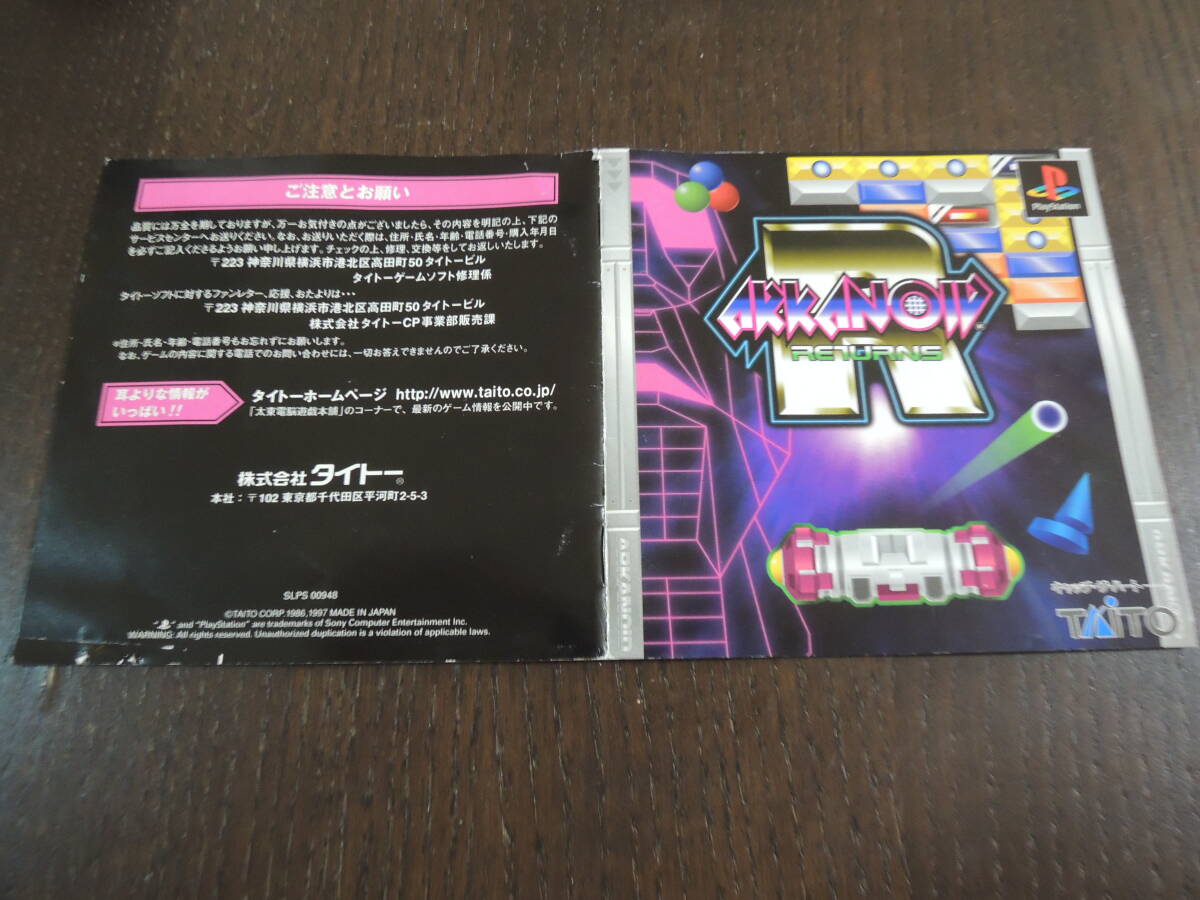 ご注意とお願い
品質には万全を期しておりますが、万一お気付きの点がございましたら、その内容を明記の上、下記の
サービスセンターへお送りください。なお、お送りいただく際は、住所・氏名・年齢・電話番号・購入年月日
を必ずご記入くださるようお願い申し上げます。チェックの上、修理、交換等をしてお返しいたします。
〒223 神奈川県横浜市港北区高田町50 タイトービル
タイトーゲームソフト修理係
タイトーソフトに対するファンレター、応援、おたよりは・・・
〒223 神奈川県横浜市港北区高田町50 タイトービル
株式会社タイトーCP事業部販売課
*住所・氏名・年齢・電話番号もお忘れずにお願いします。
なお、ゲームの内容に関する電話でのお問い合わせには、一切お答えできませんのでご了承ください。
耳よりな情報が
いっぱい!!
タイトーホームページ http://www.taito.co.jp/
「太東電脳遊戯本舗」のコーナーで、最新のゲーム情報を公開中です。
株式会社 タイトー®
本社：〒102 東京都千代田区平河町2-5-3
SLPS 00948
©TAITO CORP. 1986,1997 MADE IN JAPAN
" " and "PlayStation" are trademarks of Sony Computer Entertainment Inc.
WARNING: All rights reserved. Unauthorized duplication is a violation of applicable laws.
ARKANOID
PlayStation
R
ARKANOID
RETURNS
TAITO